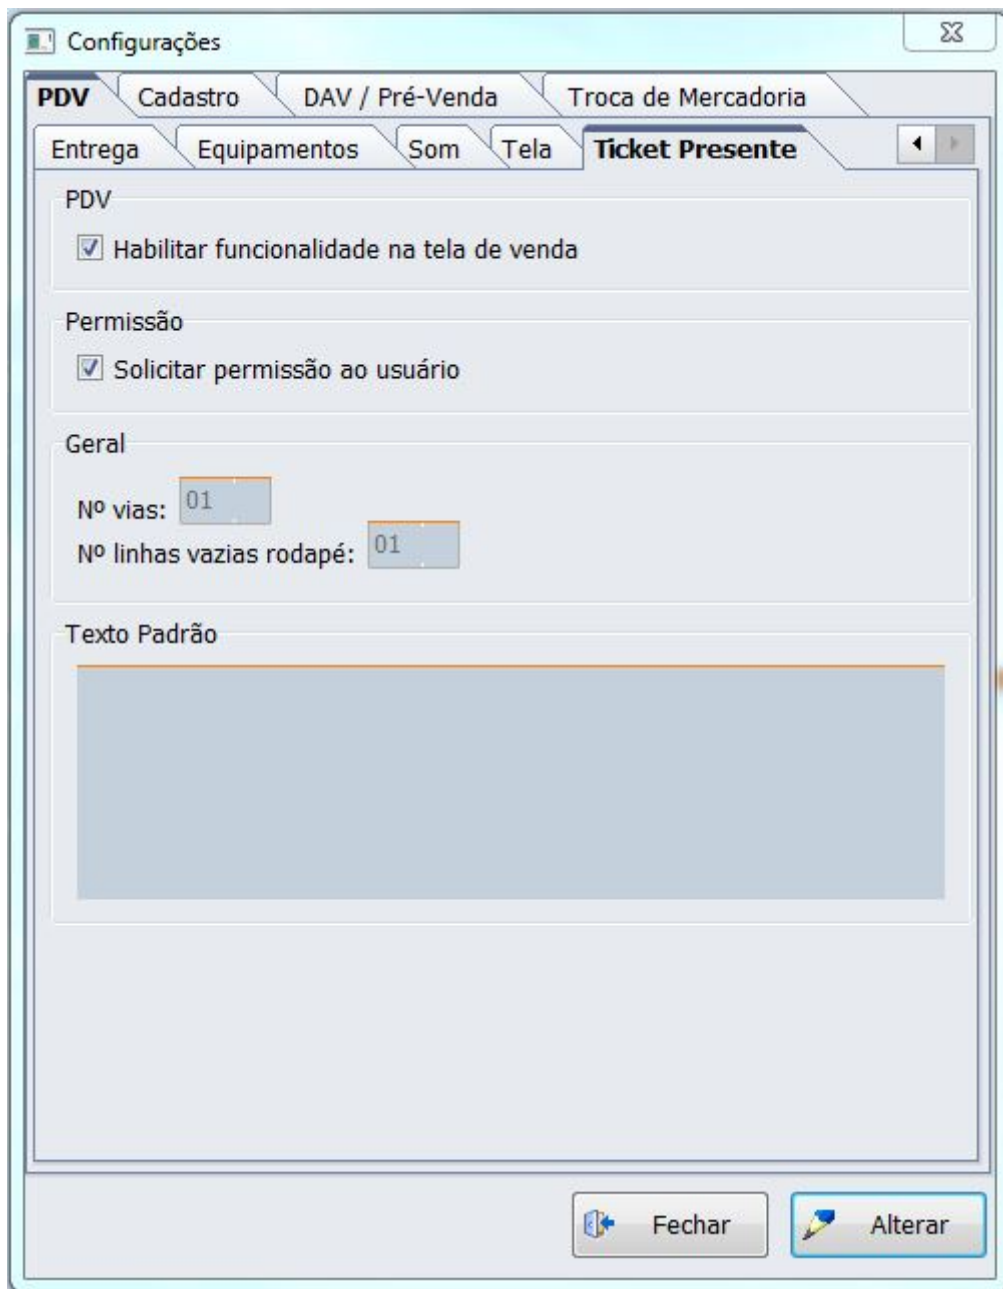 Configurações
PDV Cadastro DAV / Pré-Venda Troca de Mercadoria
Entrega Equipamentos Som Tela Ticket Presente
PDV
Habilitar funcionalidade na tela de venda
Permissão
Solicitar permissão ao usuário
Geral
Nº vias: 01
Nº linhas vazias rodapé: 01
Texto Padrão
Fechar Alterar